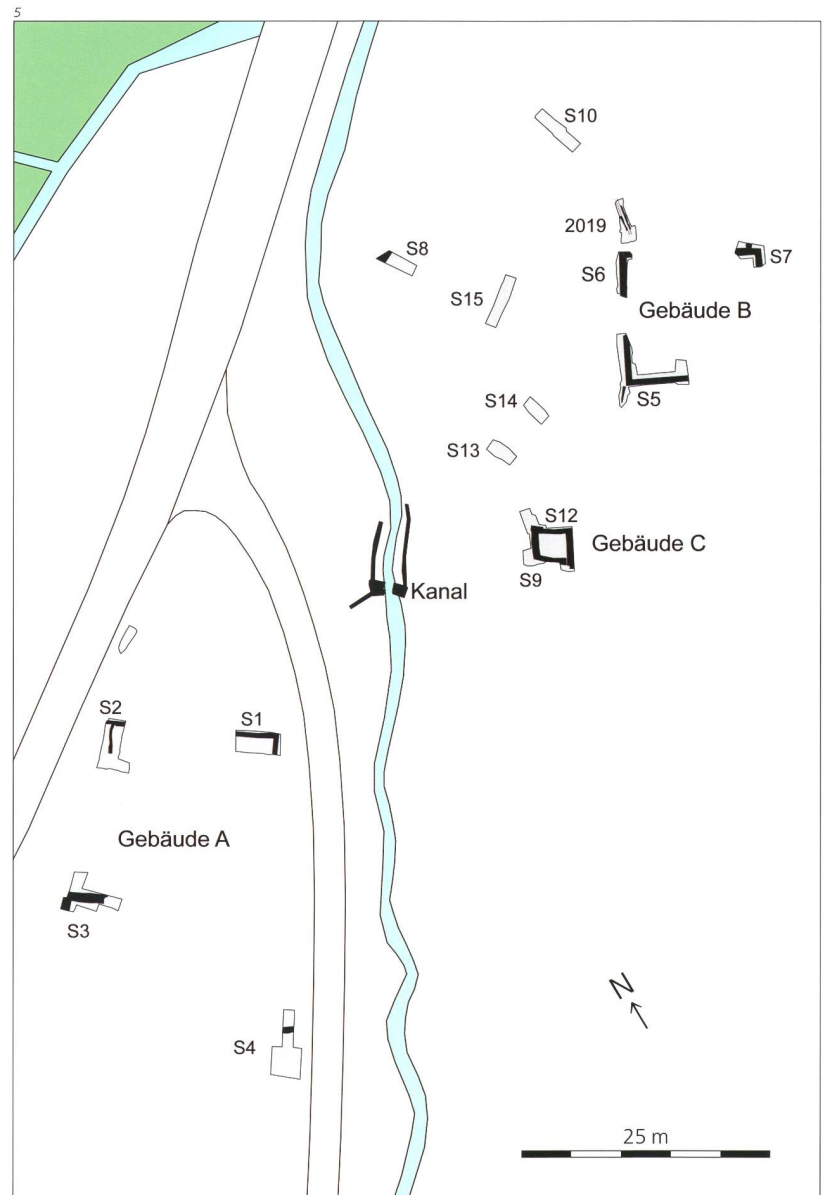 5
S10
2019
S8
S7
S6
S15
Gebäude B
S14
S5
S13
S12
Gebäude C
S9
Kanal
S2
S1
Gebäude A
S3
N
S4
25 m